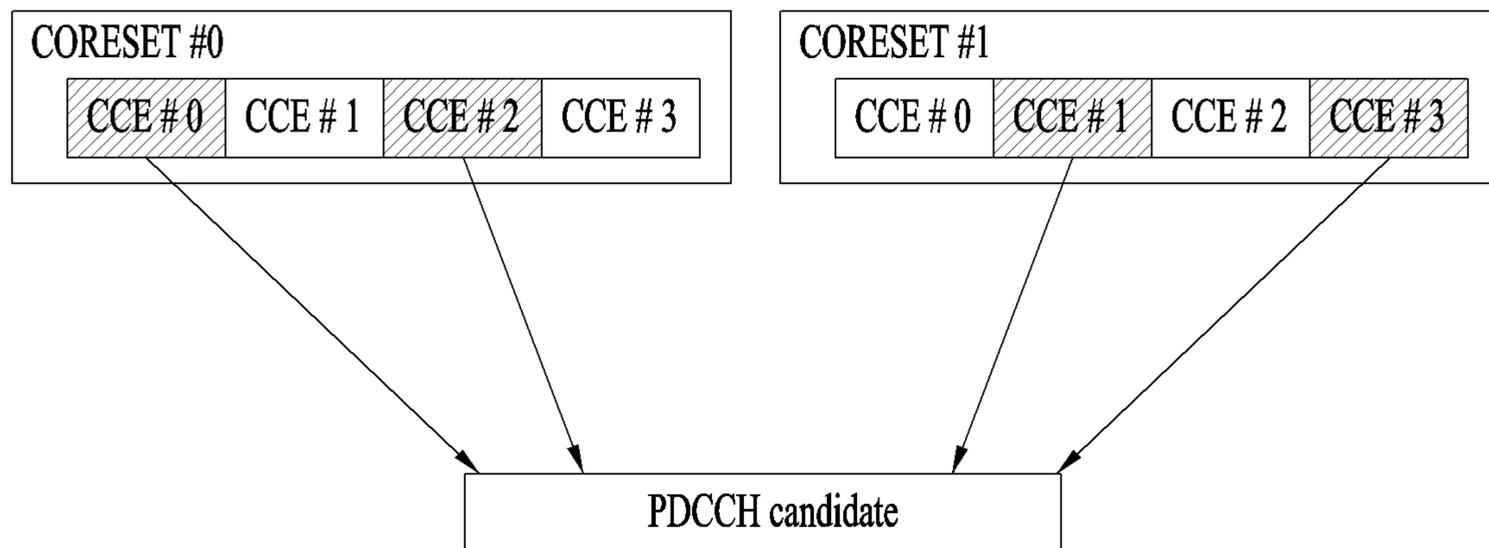 CORESET #0
CCE # 0 CCE # 1 CCE # 2 CCE # 3
CORESET #1
CCE # 0 CCE # 1 CCE # 2 CCE # 3
PDCCH candidate